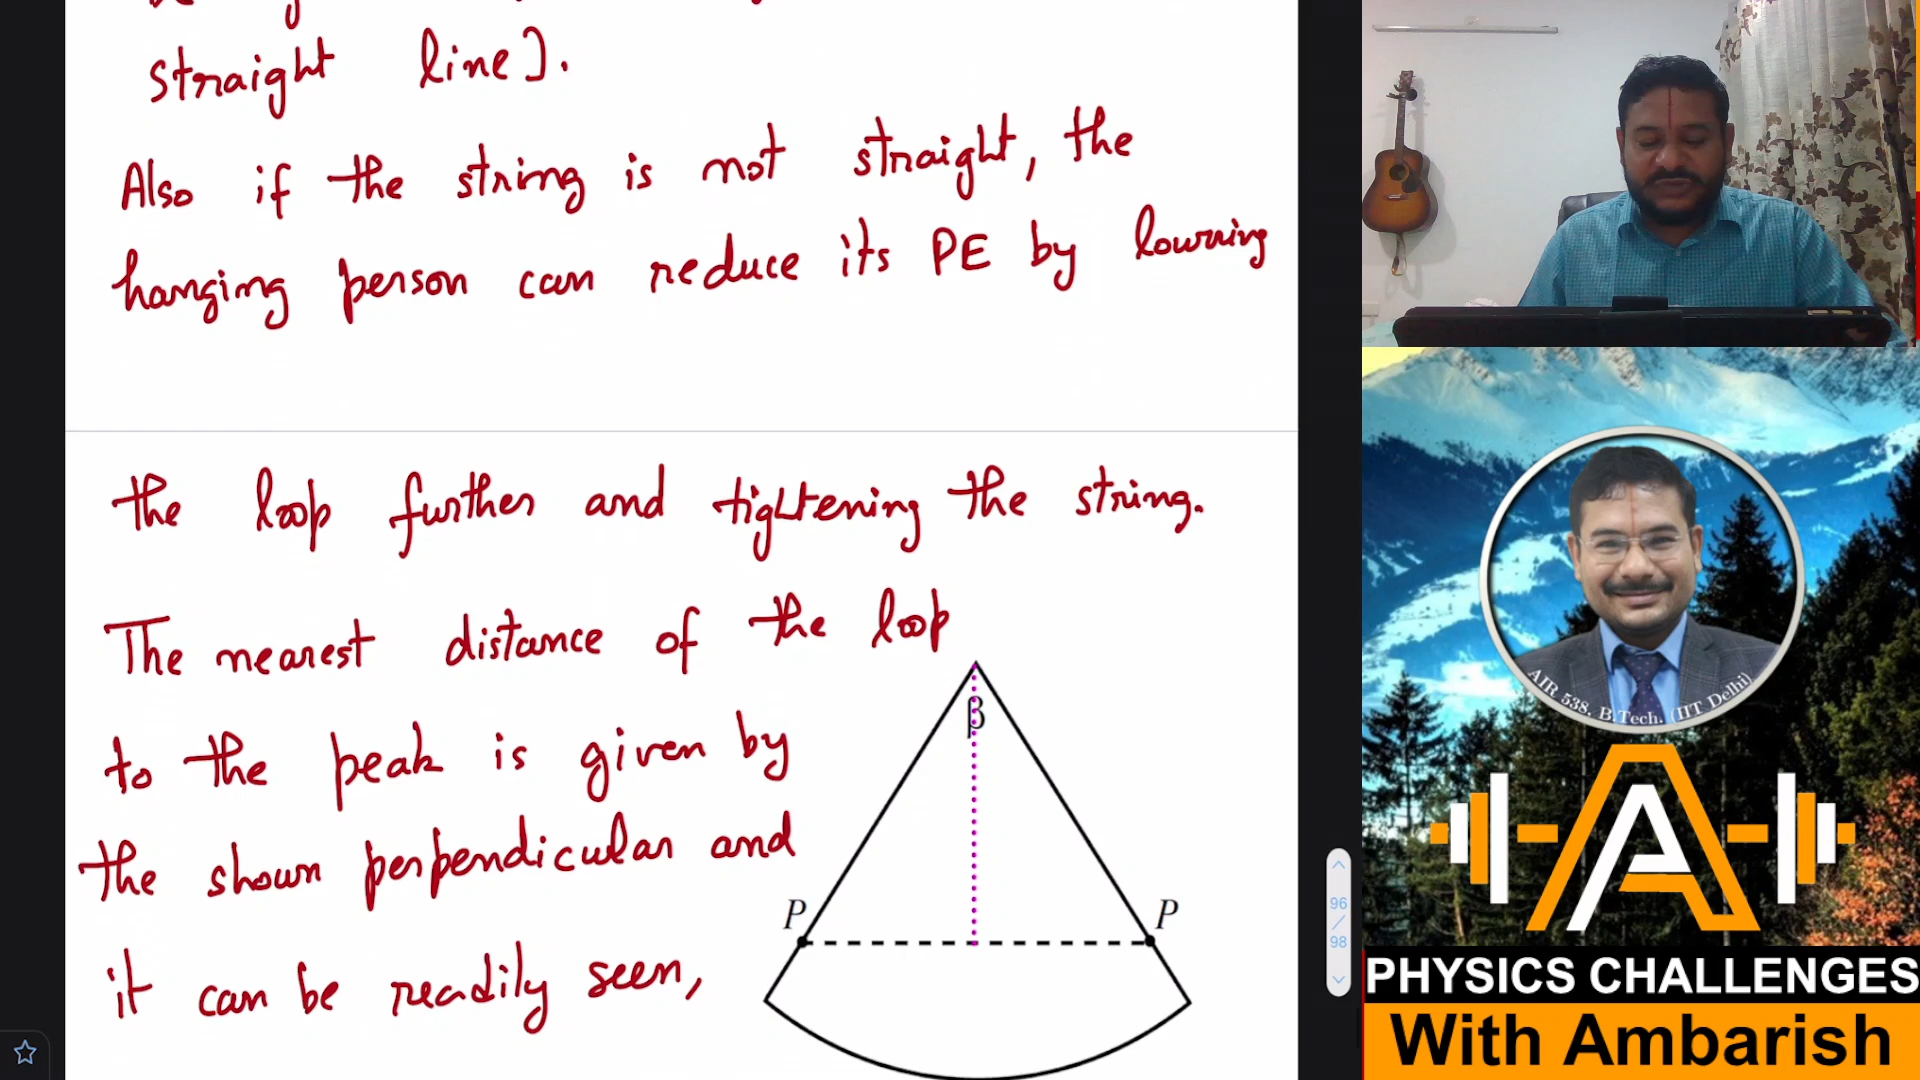 straight line].
Also if the string is not straight, the
hanging person can reduce its PE by lowering
the loop further and tightening the string.
The nearest distance of the loop
to the peak is given by
the shown perpendicular and
it can be readily seen,
β
P
P
96
/
98
AIR 538, B.Tech. (IIT Delhi)
A
PHYSICS CHALLENGES
With Ambarish